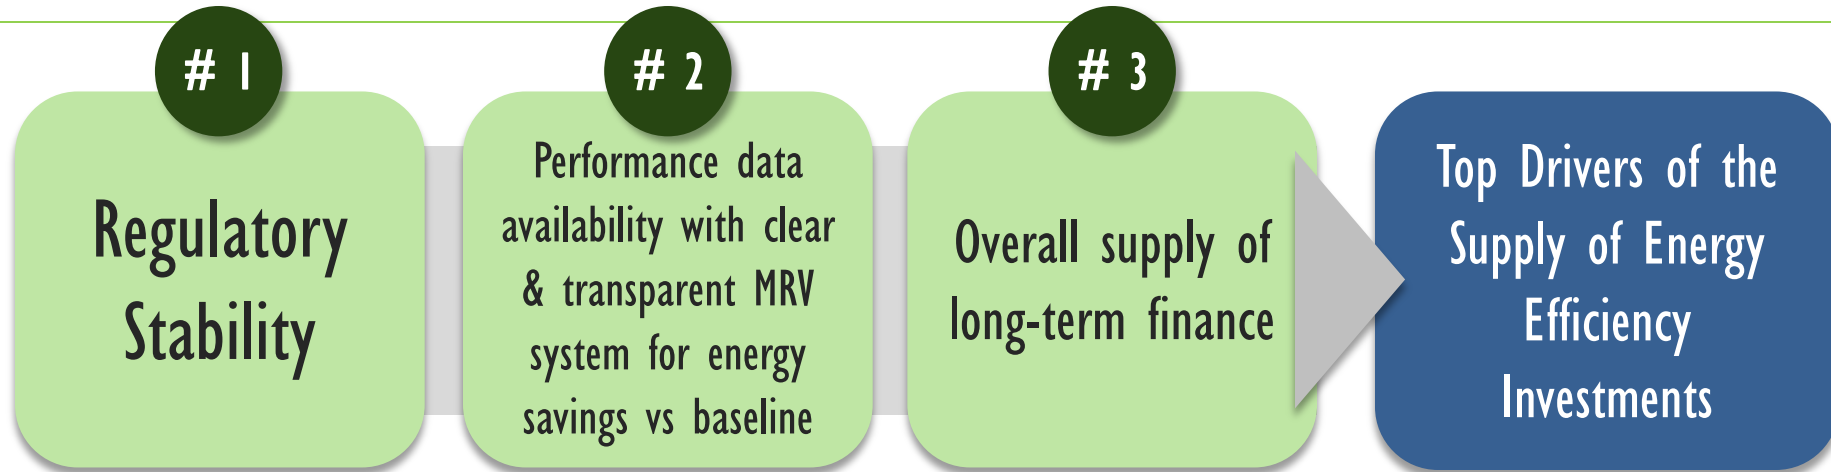 # 1
Regulatory
Stability
# 2
Performance data
availability with clear
& transparent MRV
system for energy
savings vs baseline
# 3
Overall supply of
long-term finance
Top Drivers of the
Supply of Energy
Efficiency
Investments